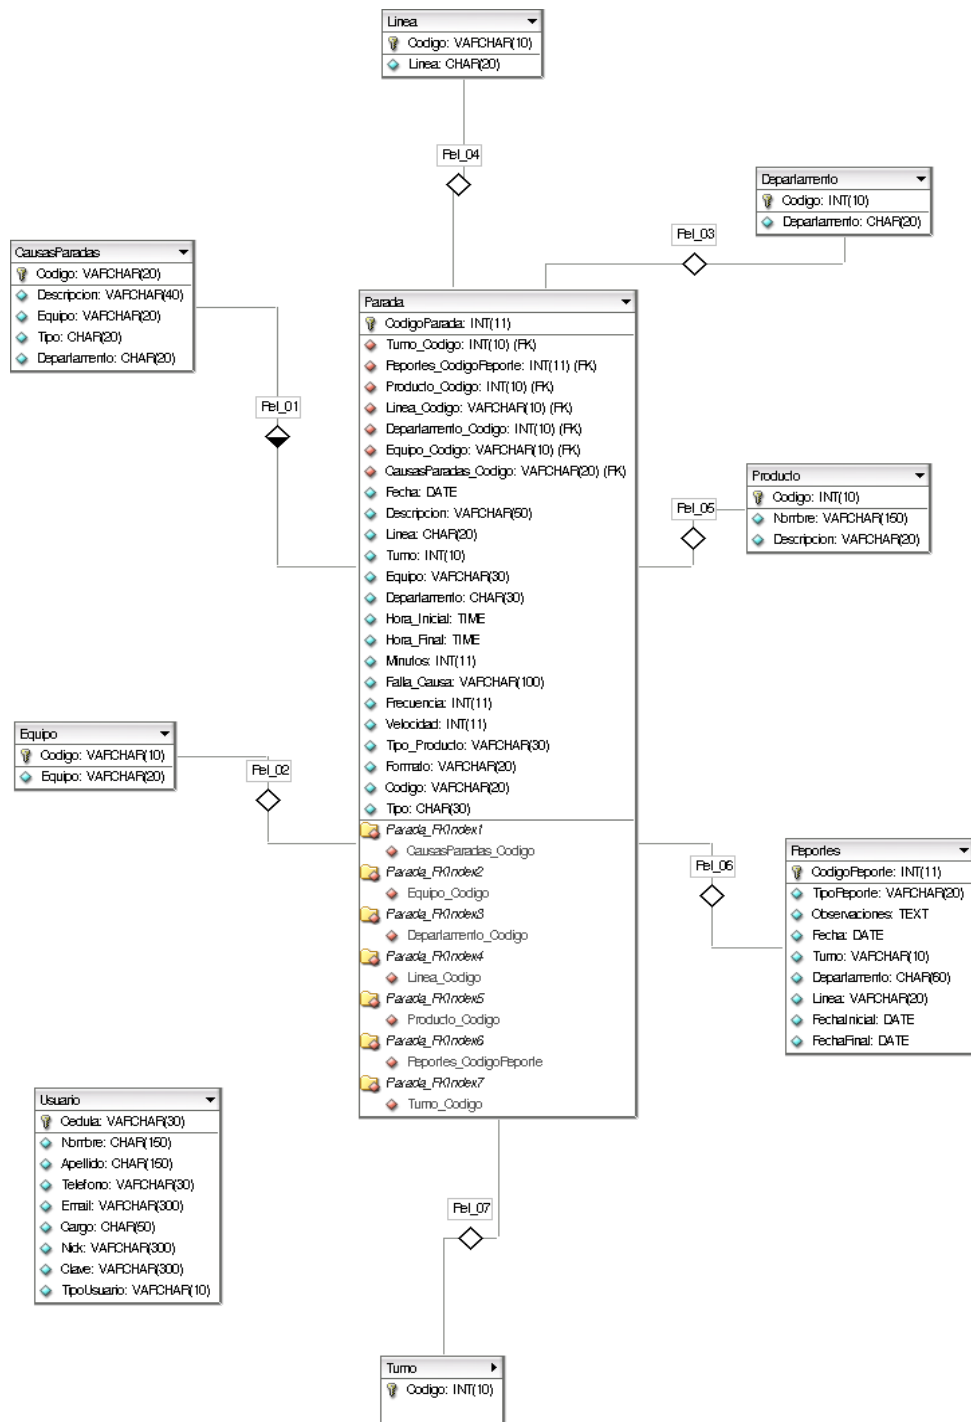 Linea
Codigo: VARCHAR(10)
Linea: CHAR(20)
Rel_04
Departamento
Codigo: INT(10)
Departamento: CHAR(20)
Rel_03
CausasParadas
Codigo: VARCHAR(20)
Descripcion: VARCHAR(40)
Equipo: VARCHAR(20)
Tipo: CHAR(20)
Departamento: CHAR(20)
Rel_01
Parada
CodigoParada: INT(11)
Turno_Codigo: INT(10) (FK)
Reportes_CodigoReporte: INT(11) (FK)
Producto_Codigo: INT(10) (FK)
Linea_Codigo: VARCHAR(10) (FK)
Departamento_Codigo: INT(10) (FK)
Equipo_Codigo: VARCHAR(10) (FK)
CausasParadas_Codigo: VARCHAR(20) (FK)
Fecha: DATE
Descripcion: VARCHAR(50)
Linea: CHAR(20)
Turno: INT(10)
Equipo: VARCHAR(30)
Departamento: CHAR(30)
Hora_Inicial: TIME
Hora_Final: TIME
Minutos: INT(11)
Falla_Causa: VARCHAR(100)
Frecuencia: INT(11)
Velocidad: INT(11)
Tipo_Producto: VARCHAR(30)
Formato: VARCHAR(20)
Codigo: VARCHAR(20)
Tipo: CHAR(30)
Parada_FKIndex1
CausasParadas_Codigo
Parada_FKIndex2
Equipo_Codigo
Parada_FKIndex3
Departamento_Codigo
Parada_FKIndex4
Linea_Codigo
Parada_FKIndex5
Producto_Codigo
Parada_FKIndex6
Reportes_CodigoReporte
Parada_FKIndex7
Turno_Codigo
Producto
Codigo: INT(10)
Nombre: VARCHAR(150)
Descripcion: VARCHAR(20)
Rel_05
Equipo
Codigo: VARCHAR(10)
Equipo: VARCHAR(20)
Rel_02
Rel_06
Reportes
CodigoReporte: INT(11)
TipoReporte: VARCHAR(20)
Observaciones: TEXT
Fecha: DATE
Turno: VARCHAR(10)
Departamento: CHAR(60)
Linea: VARCHAR(20)
FechaInicial: DATE
FechaFinal: DATE
Usuario
Cedula: VARCHAR(30)
Nombre: CHAR(150)
Apellido: CHAR(150)
Telefono: VARCHAR(30)
Email: VARCHAR(300)
Cargo: CHAR(50)
Nick: VARCHAR(300)
Clave: VARCHAR(300)
TipoUsuario: VARCHAR(10)
Rel_07
Turno
Codigo: INT(10)